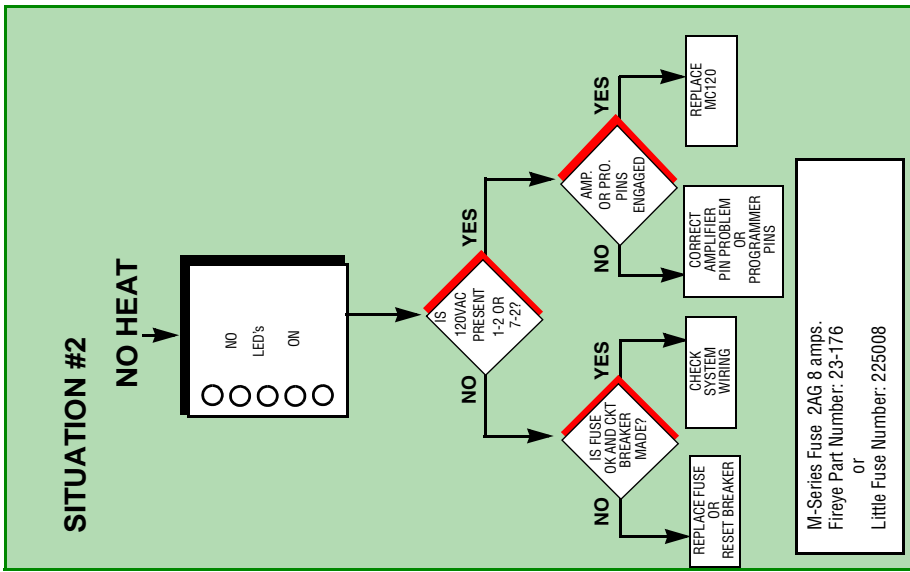 SITUATION #2
NO HEAT
NO
LED's
ON
IS
120VAC
PRESENT
1-2 OR
7-2?
NO
YES
IS FUSE
OK AND CKT
BREAKER
MADE?
NO
YES
REPLACE FUSE
OR
RESET BREAKER
CHECK
SYSTEM
WIRING
AMP.
OR PRO.
PINS
ENGAGED
NO
YES
CORRECT
AMPLIFIER
PIN PROBLEM
OR
PROGRAMMER
PINS
REPLACE
MC120
M-Series Fuse 2AG 8 amps.
Fireye Part Number: 23-176
or
Little Fuse Number: 225008